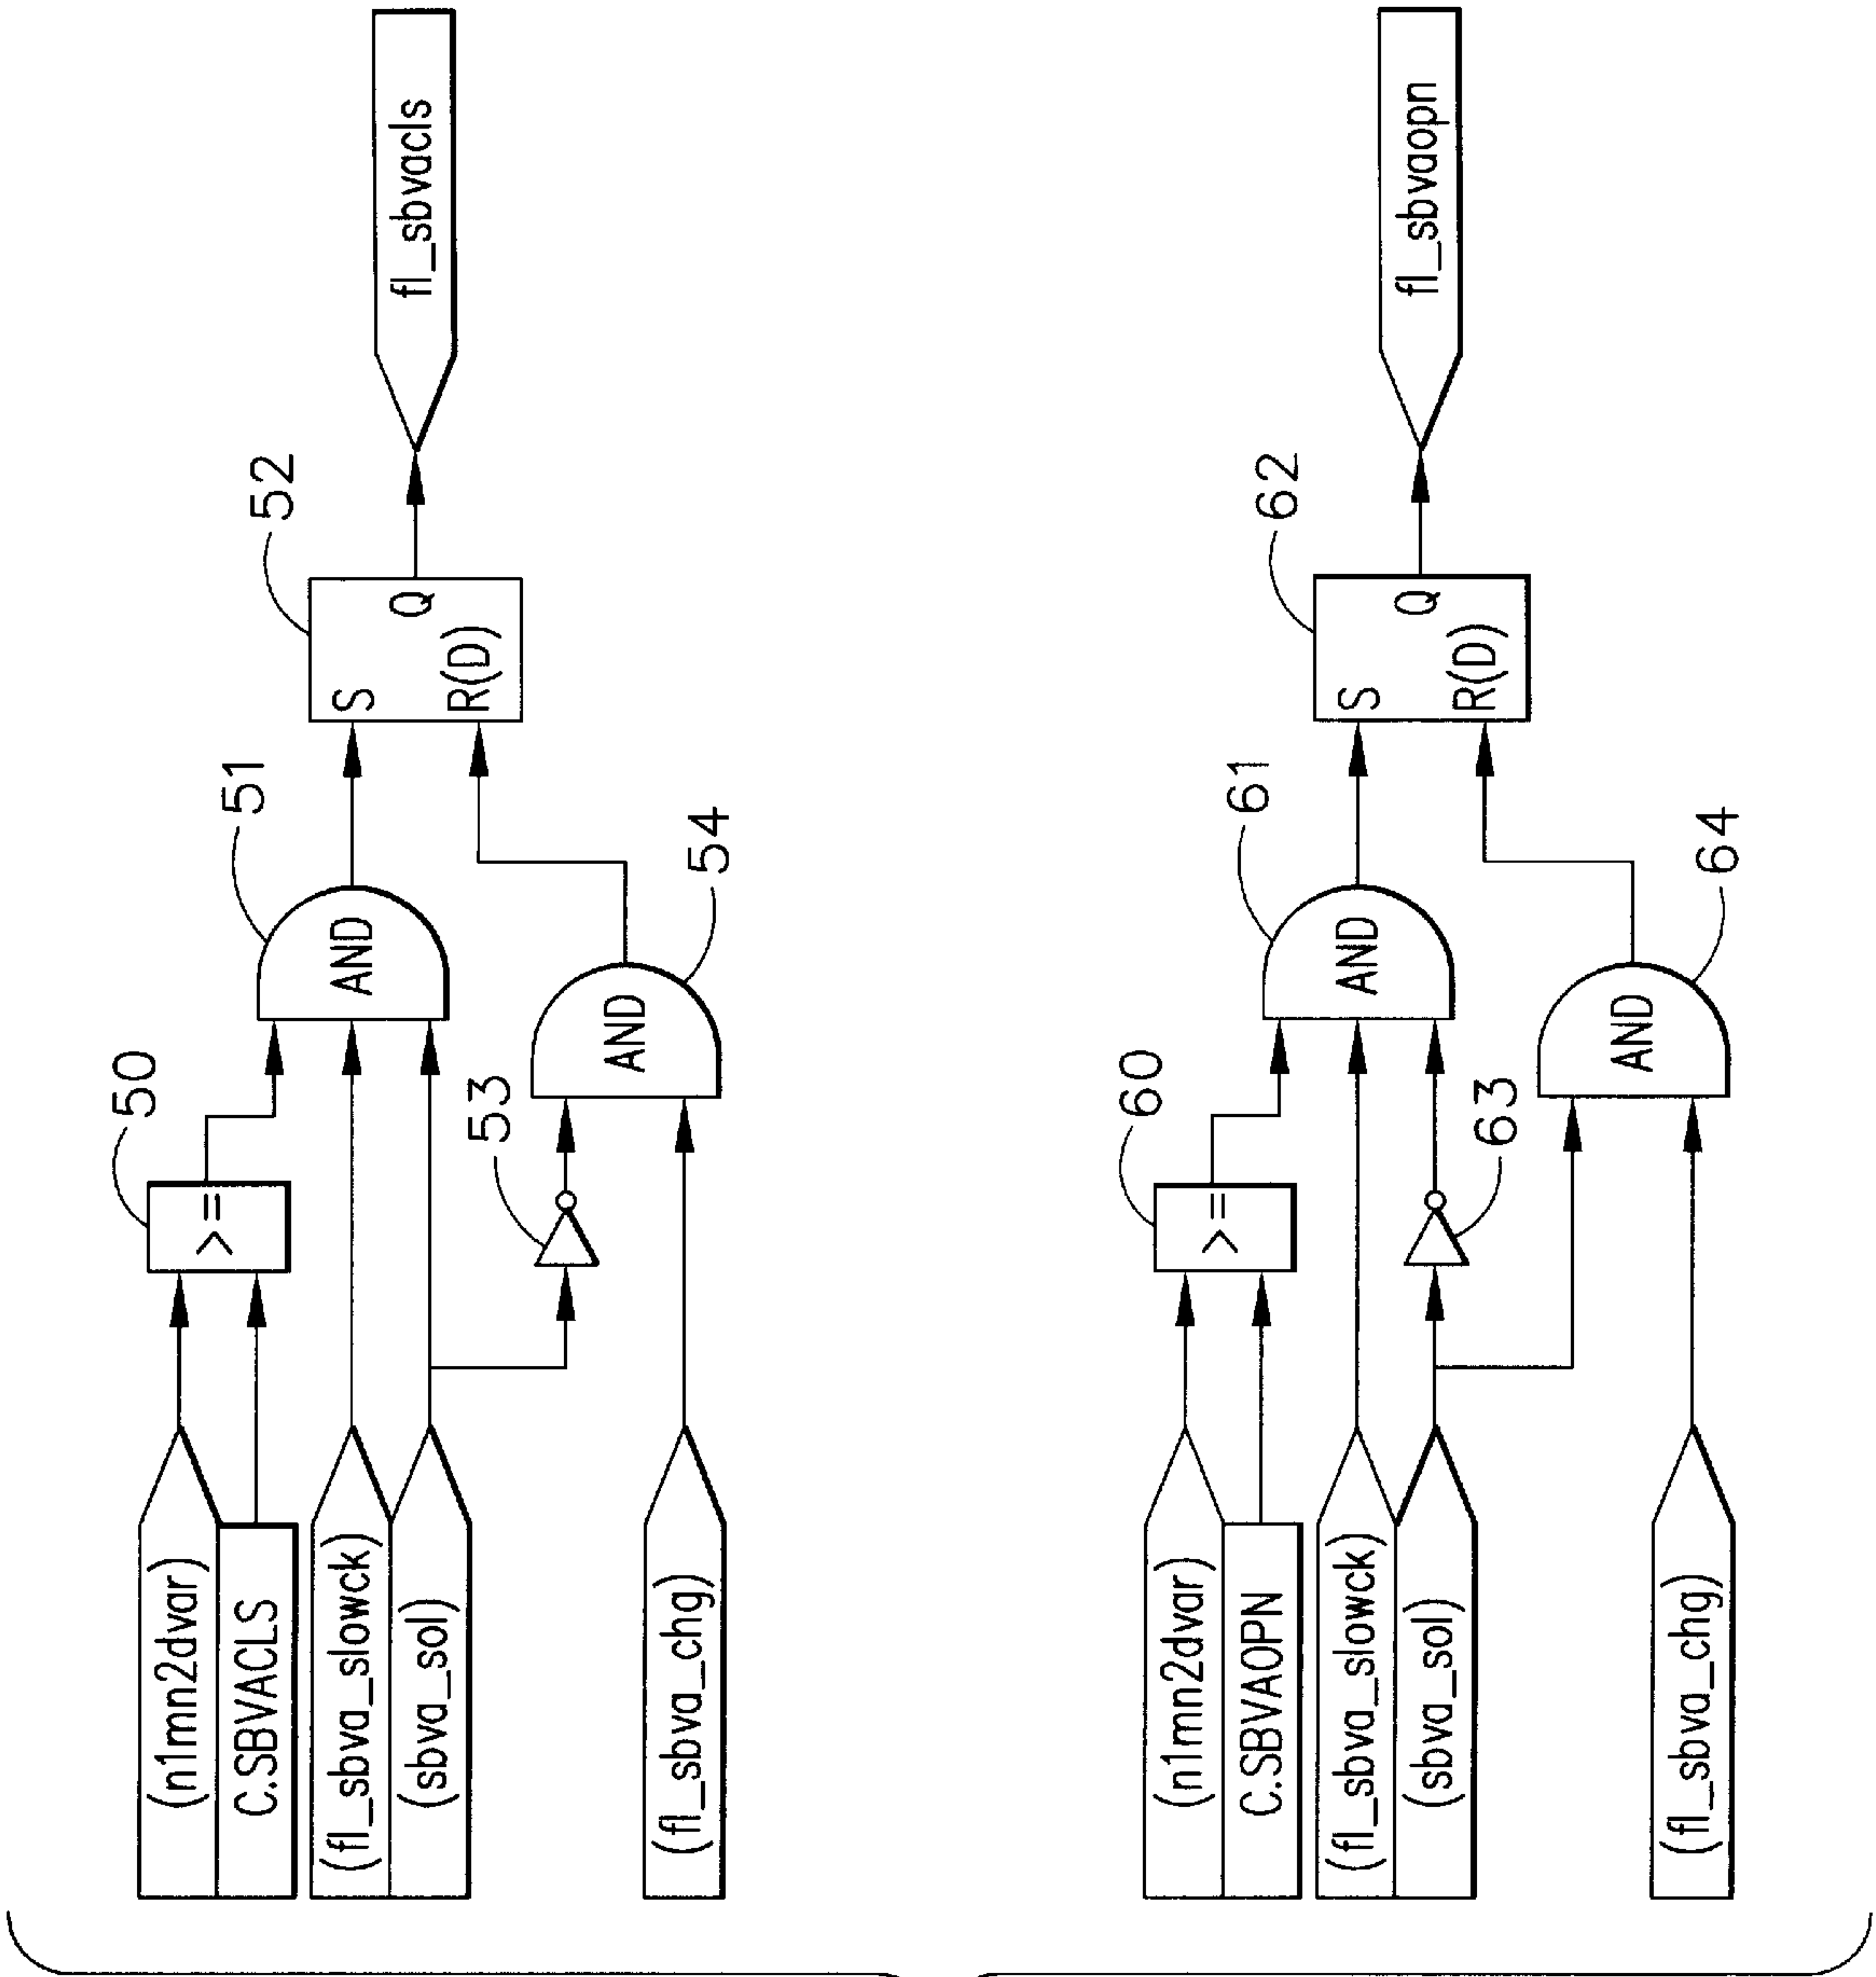 (n1mn2dvar)
C.SBVACLS
(fl_sbva_slowck)
(sbva_sol)
(fl_sbva_chg)
50
>=
53
51
AND
54
AND
52
S
Q
R(D)
fl_sbvacls
(n1mn2dvar)
C.SBVAOPN
(fl_sbva_slowck)
(sbva_sol)
(fl_sbva_chg)
60
>=
63
61
AND
64
AND
62
S
Q
R(D)
fl_sbvaopn